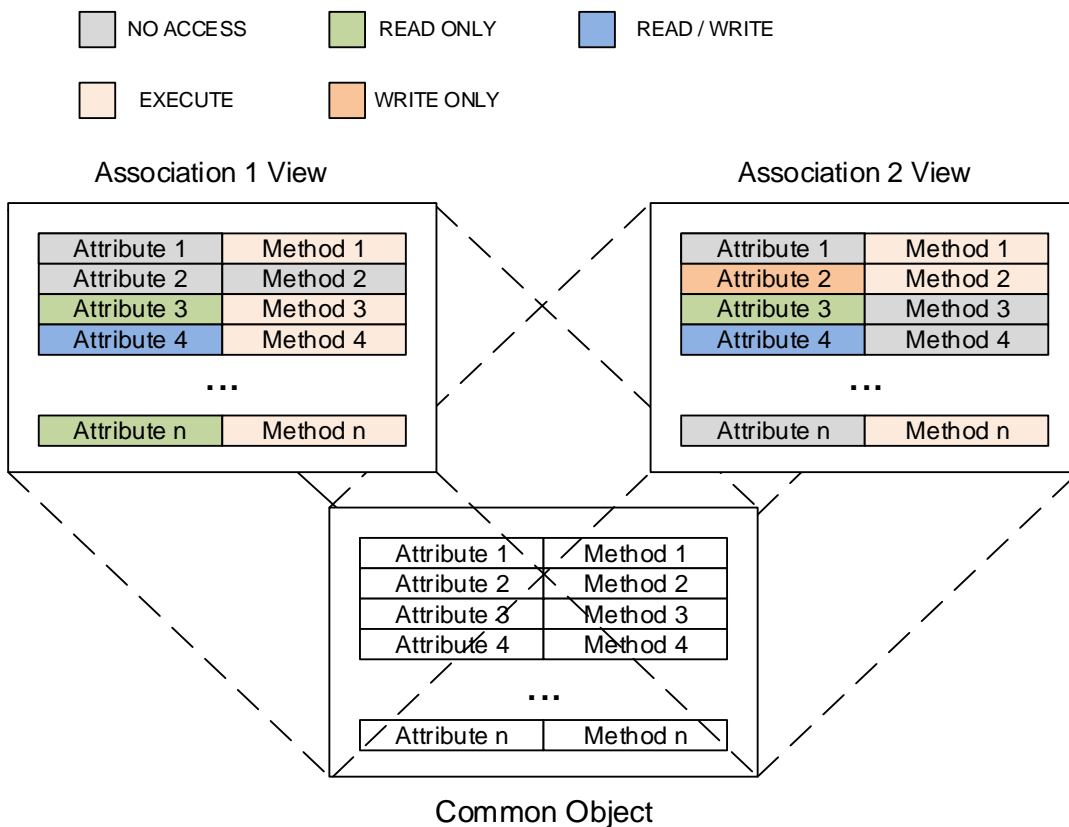 NO ACCESS READ ONLY READ / WRITE
EXECUTE WRITE ONLY
Association 1 View
Attribute 1 Method 1
Attribute 2 Method 2
Attribute 3 Method 3
Attribute 4 Method 4
...
Attribute n Method n
Association 2 View
Attribute 1 Method 1
Attribute 2 Method 2
Attribute 3 Method 3
Attribute 4 Method 4
...
Attribute n Method n
Attribute 1 Method 1
Attribute 2 Method 2
Attribute 3 Method 3
Attribute 4 Method 4
...
Attribute n Method n
Common Object